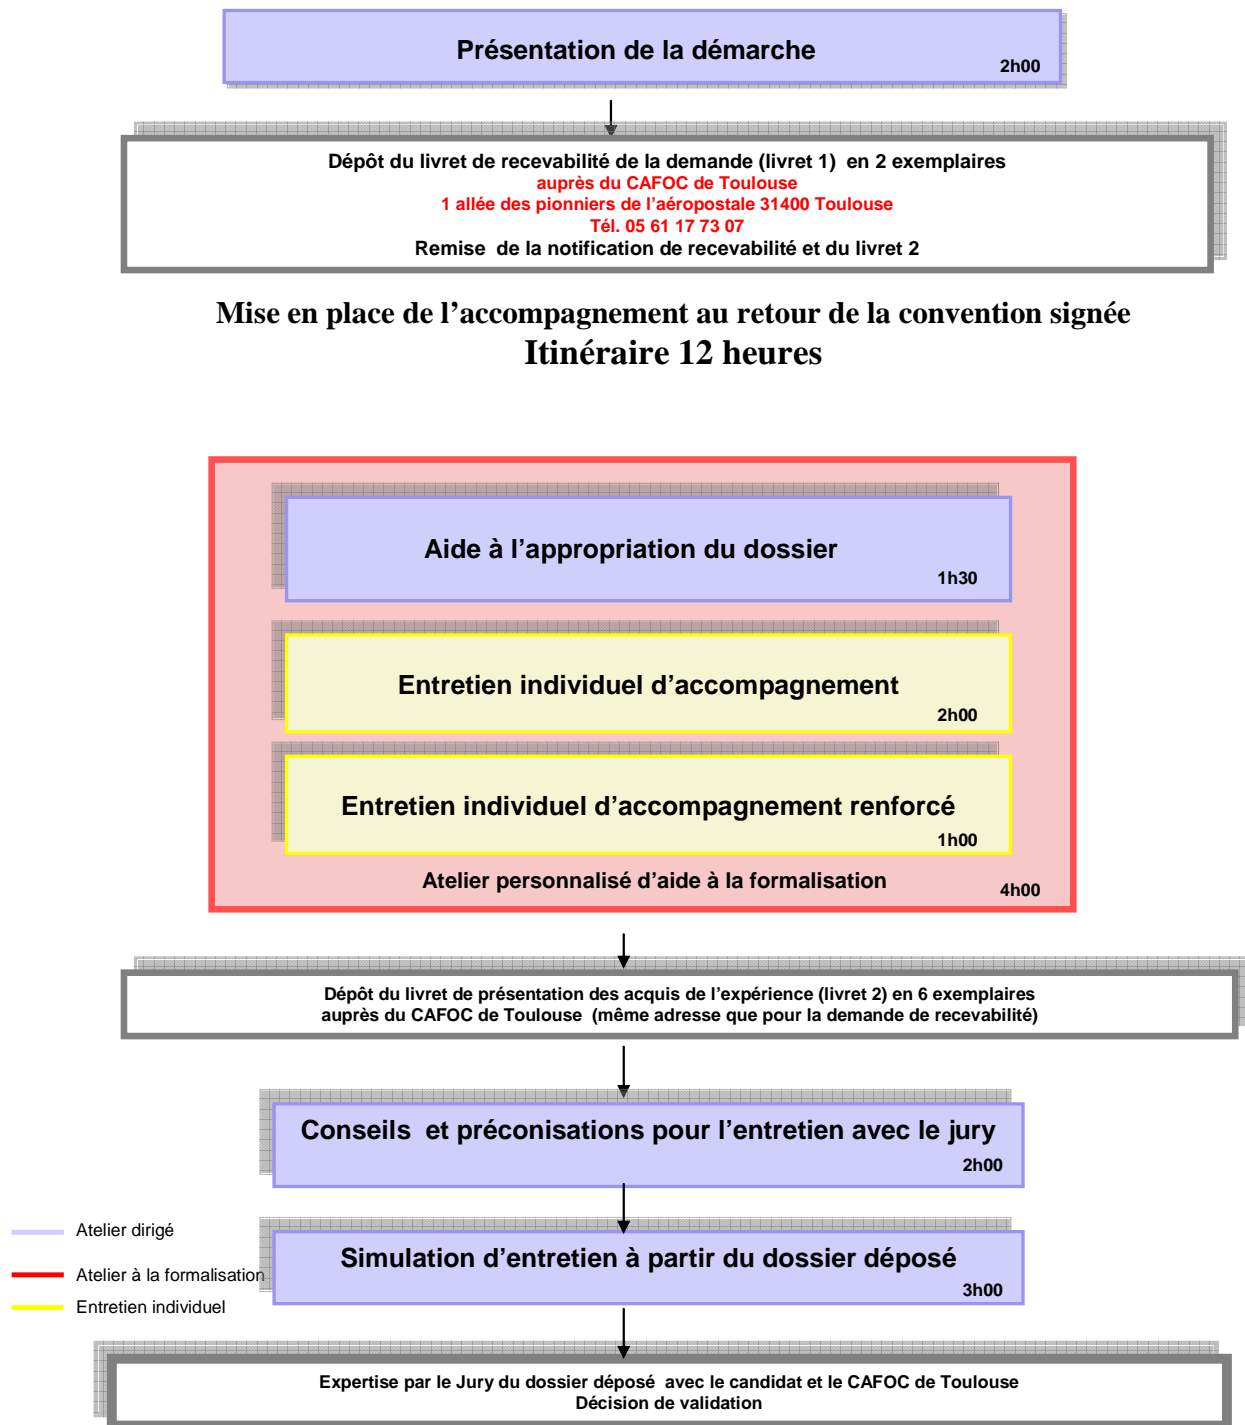 Présentation de la démarche
2h00
Dépôt du livret de recevabilité de la demande (livret 1) en 2 exemplaires
auprès du CAFOC de Toulouse
1 allée des pionniers de l’aéropostale 31400 Toulouse
Tél. 05 61 17 73 07
Remise de la notification de recevabilité et du livret 2
Mise en place de l’accompagnement au retour de la convention signée
Itinéraire 12 heures
Aide à l’appropriation du dossier
1h30
Entretien individuel d’accompagnement
2h00
Entretien individuel d’accompagnement renforcé
1h00
Atelier personnalisé d’aide à la formalisation
4h00
Dépôt du livret de présentation des acquis de l’expérience (livret 2) en 6 exemplaires
auprès du CAFOC de Toulouse (même adresse que pour la demande de recevabilité)
Conseils et préconisations pour l’entretien avec le jury
2h00
Atelier dirigé
Simulation d’entretien à partir du dossier déposé
Atelier à la formalisation
3h00
Entretien individuel
Expertise par le Jury du dossier déposé avec le candidat et le CAFOC de Toulouse
Décision de validation